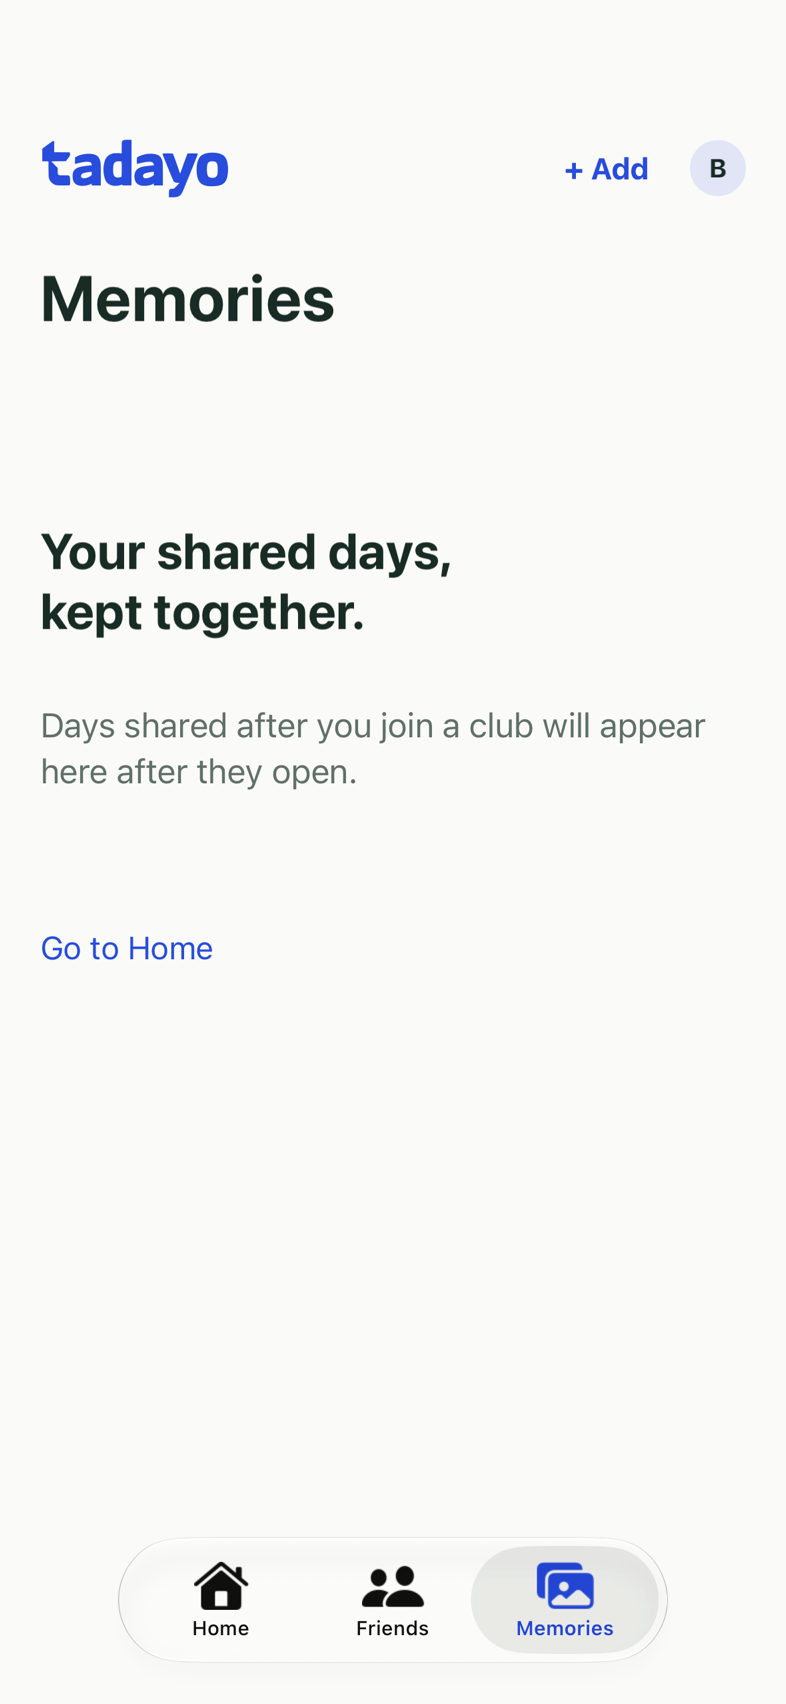 tadayo
+ Add
B
Memories
Your shared days,
kept together.
Days shared after you join a club will appear
here after they open.
Go to Home
Home
Friends
Memories